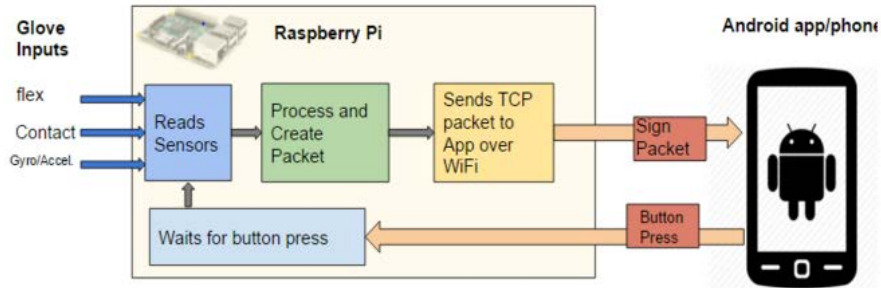 Glove
Inputs
Raspberry Pi
Android app/phone
flex
Contact
Gyro/Accel.
Reads
Sensors
Process and
Create
Packet
Sends TCP
packet to
App over
WiFi
Sign
Packet
Waits for button press
Button
Press